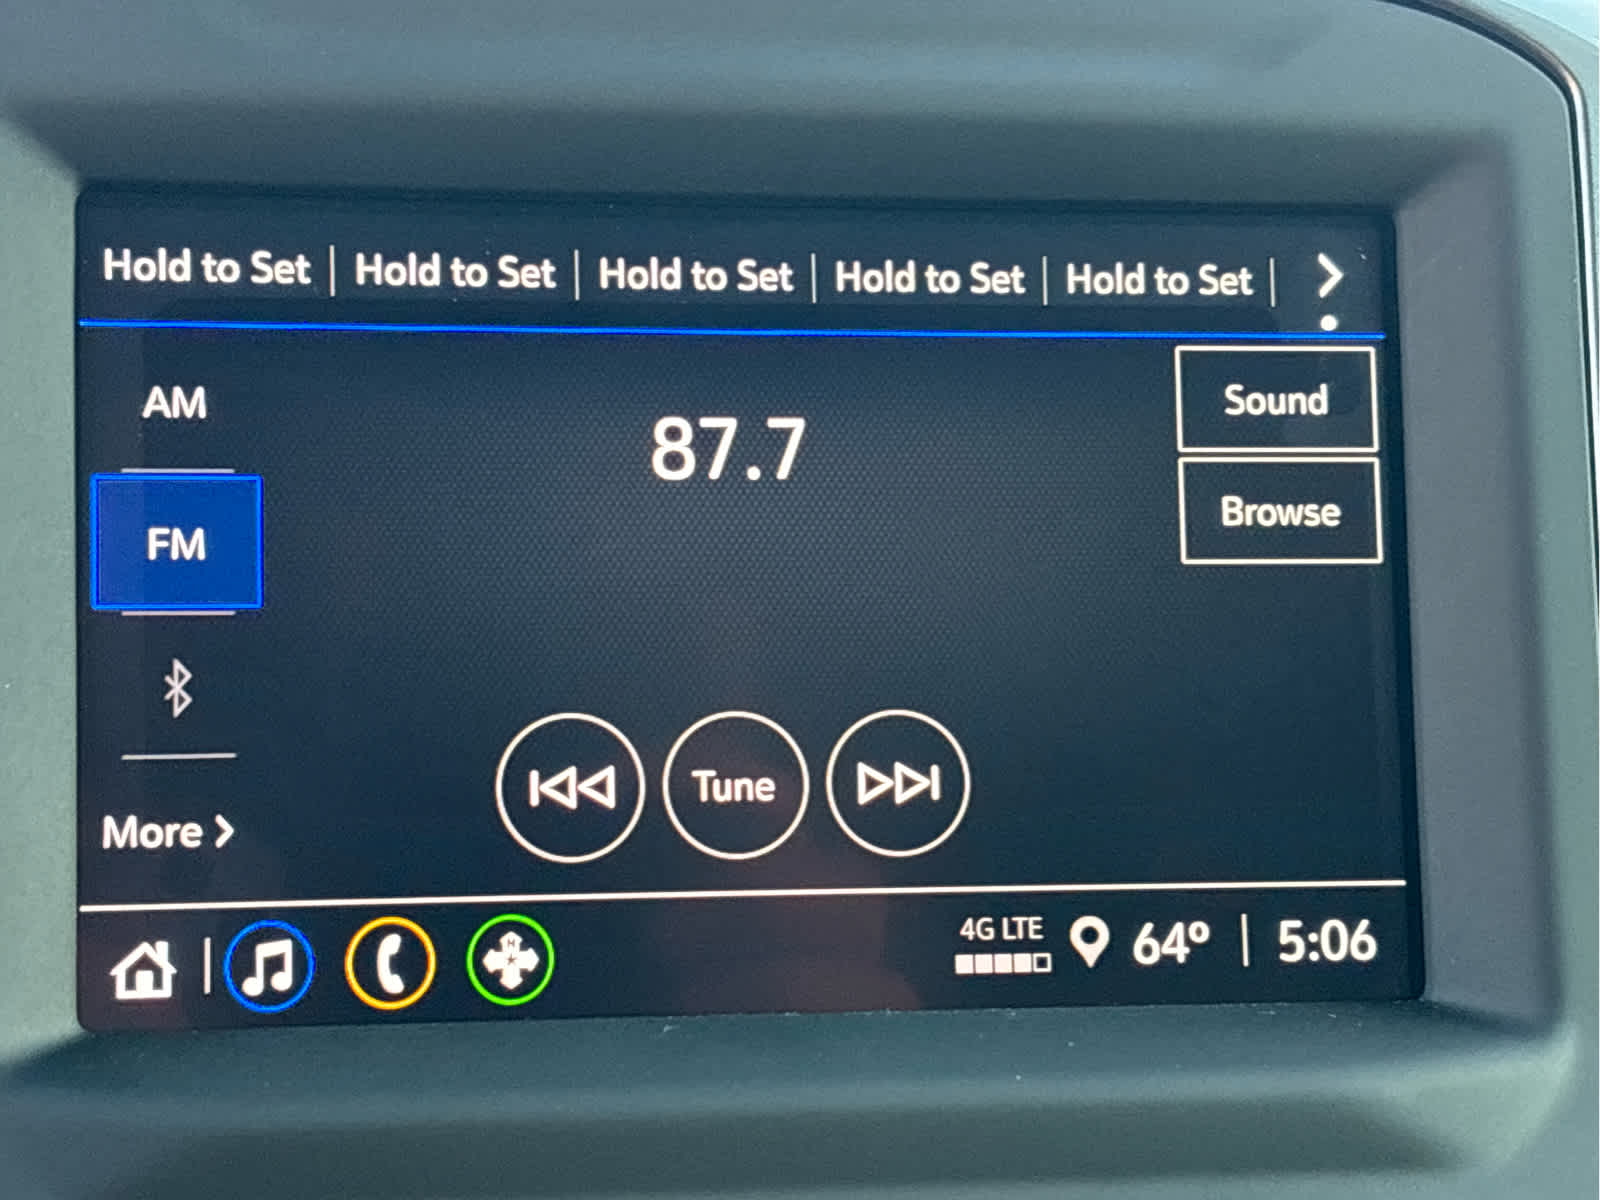 Hold to Set | Hold to Set | Hold to Set | Hold to Set | Hold to Set |
AM
87.7
Sound
FM
Browse
Tune
More >
4G LTE
64° | 5:06